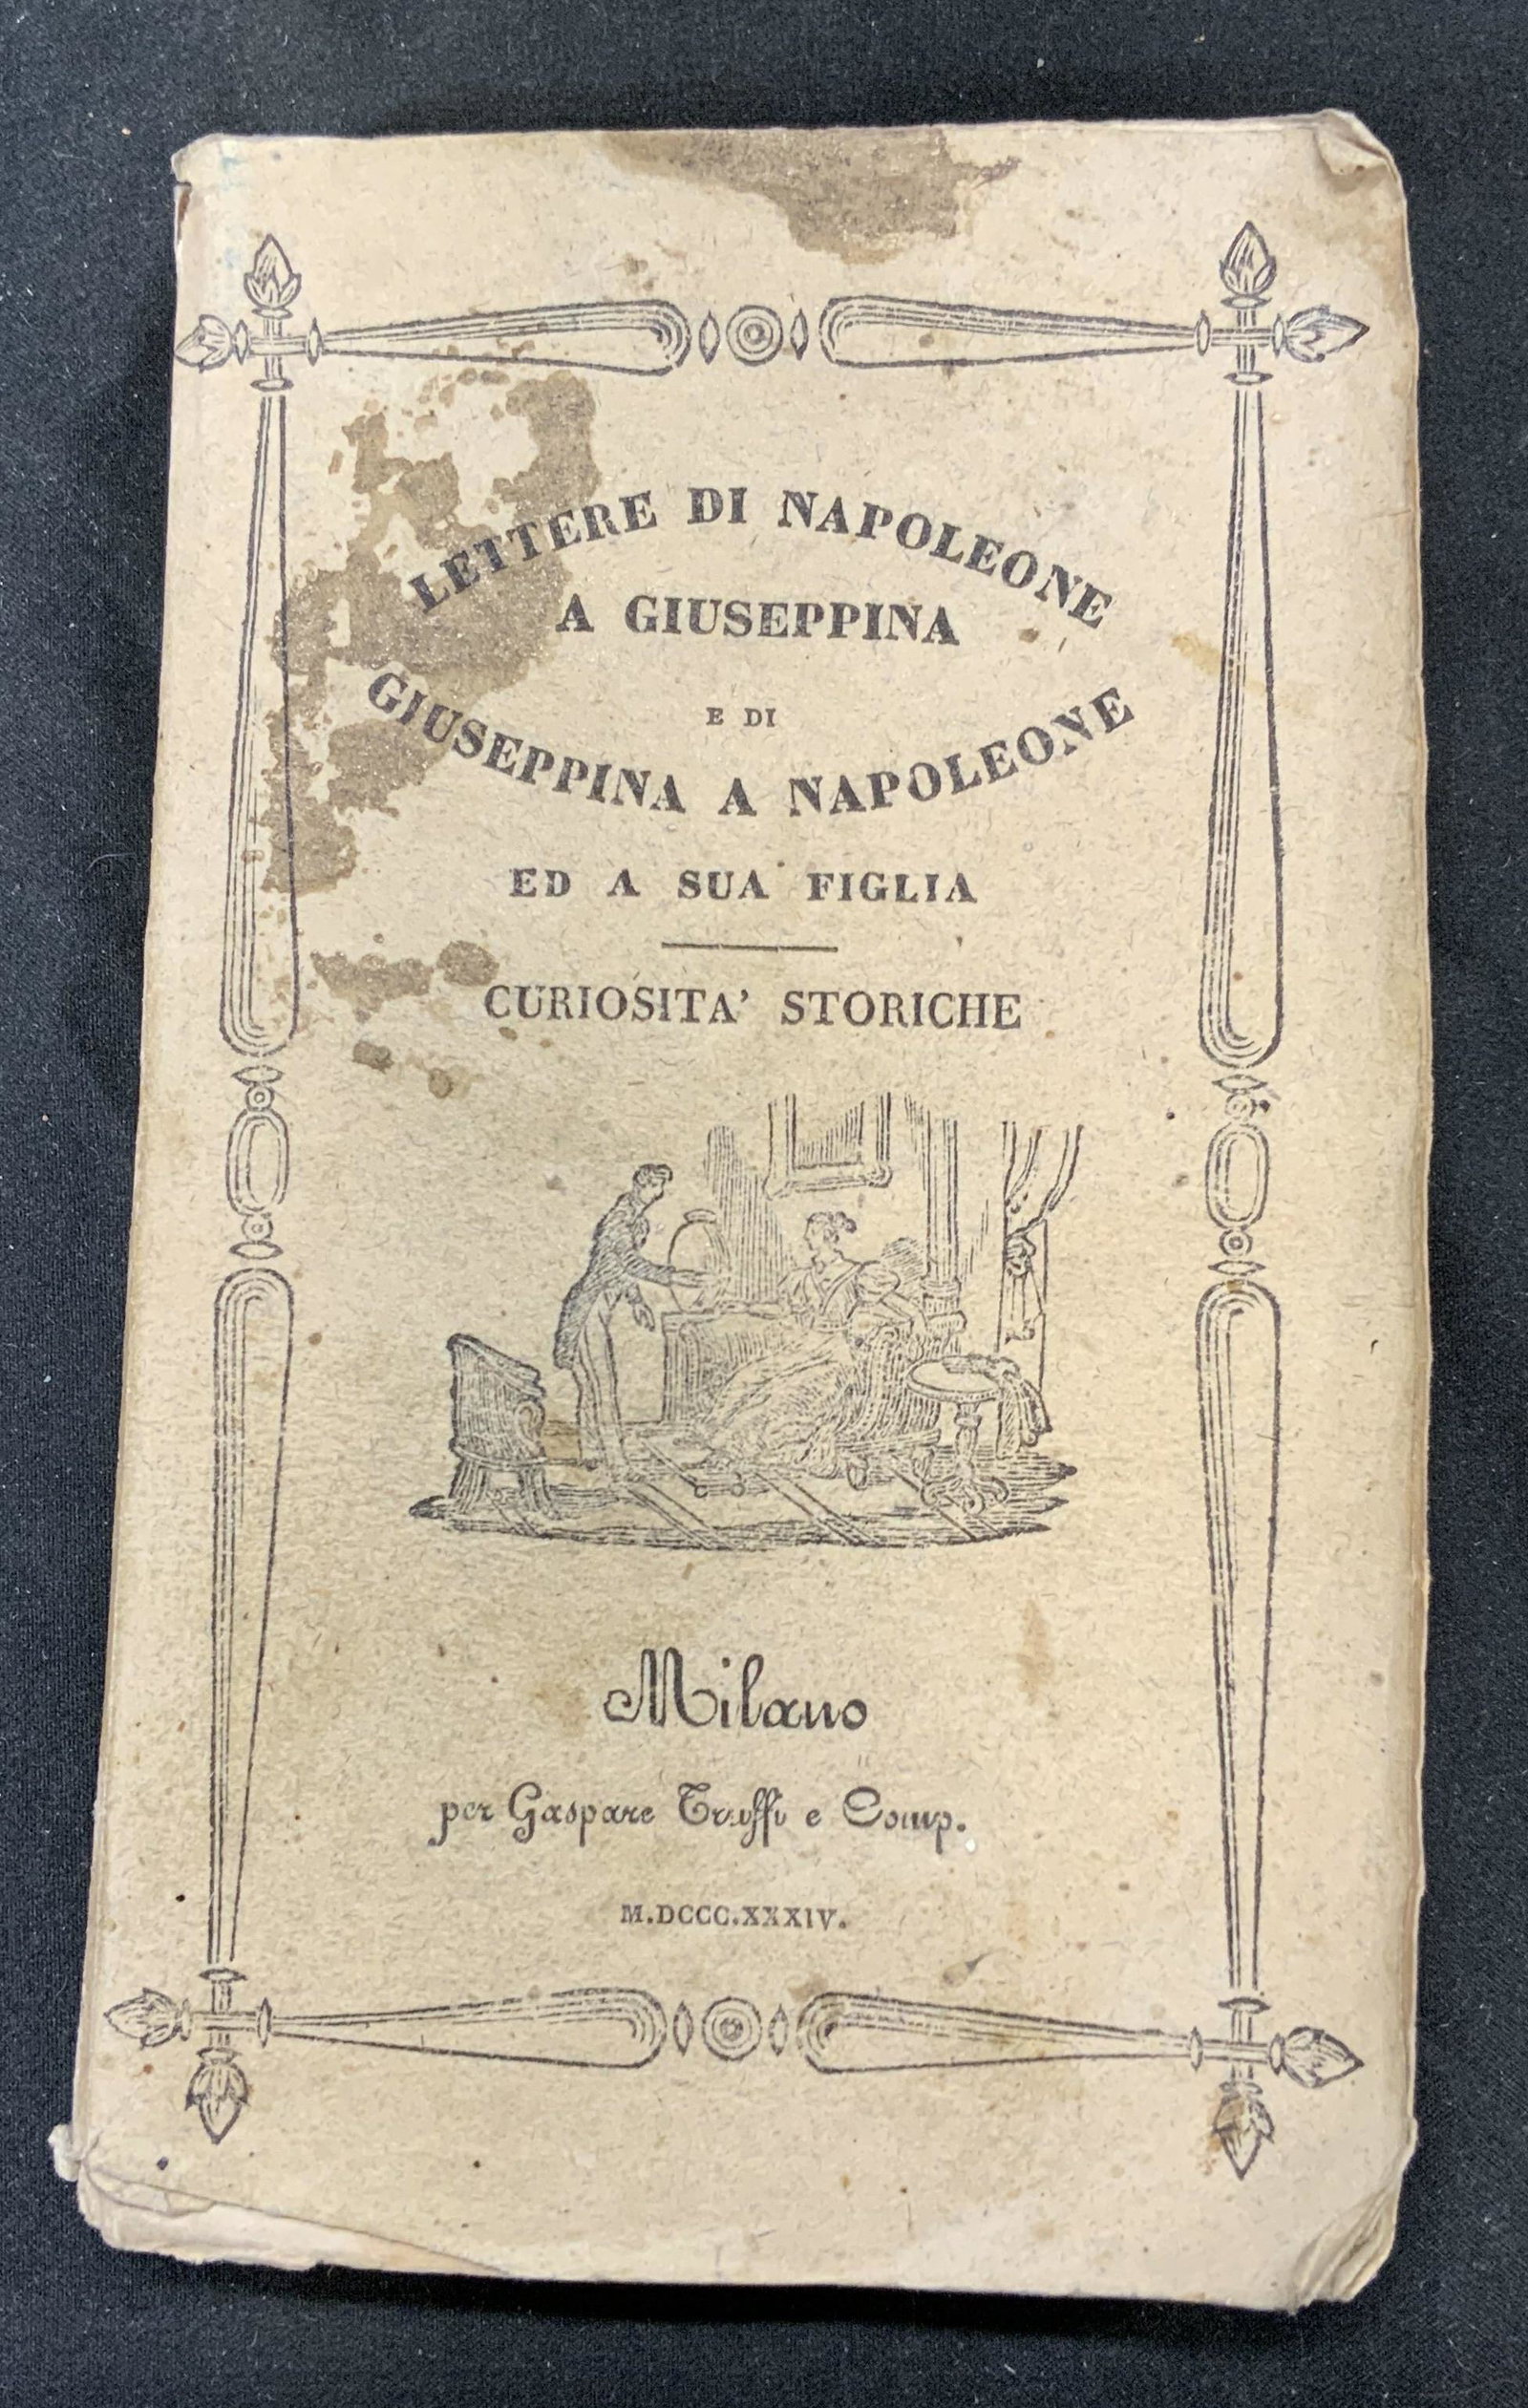 LETTERE DI NAPOLEONE
A GIUSEPPINA
E DI
GIUSEPPINA A NAPOLEONE
ED A SUA FIGLIA
CURIOSITA' STORICHE
Milano
per Gaspare Truffi e Comp.
M.DCCC.XXXIV.